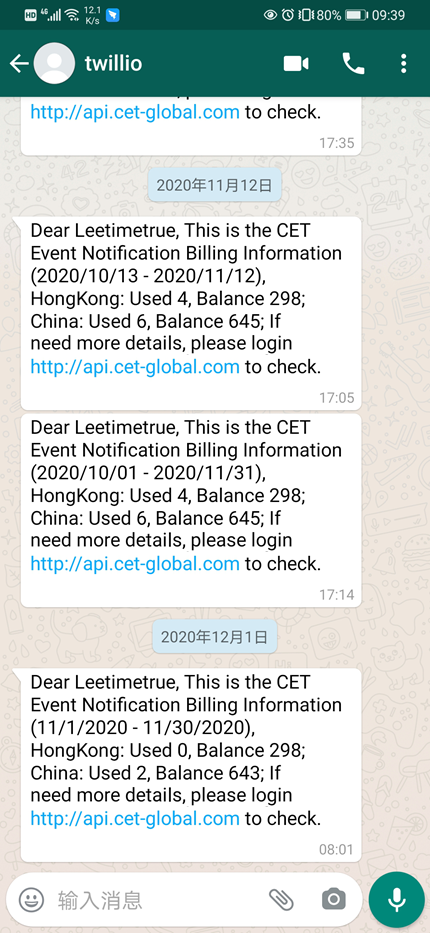 HD 4G 12.1 K/s 80% 09:39
twillio
http://api.cet-global.com to check.
17:35
2020年11月12日
Dear Leetimetrue, This is the CET
Event Notification Billing Information
(2020/10/13 - 2020/11/12),
HongKong: Used 4, Balance 298;
China: Used 6, Balance 645; If
need more details, please login
http://api.cet-global.com to check.
17:05
Dear Leetimetrue, This is the CET
Event Notification Billing Information
(2020/10/01 - 2020/11/31),
HongKong: Used 4, Balance 298;
China: Used 6, Balance 645; If
need more details, please login
http://api.cet-global.com to check.
17:14
2020年12月1日
Dear Leetimetrue, This is the CET
Event Notification Billing Information
(11/1/2020 - 11/30/2020),
HongKong: Used 0, Balance 298;
China: Used 2, Balance 643; If
need more details, please login
http://api.cet-global.com to check.
08:01
输入消息